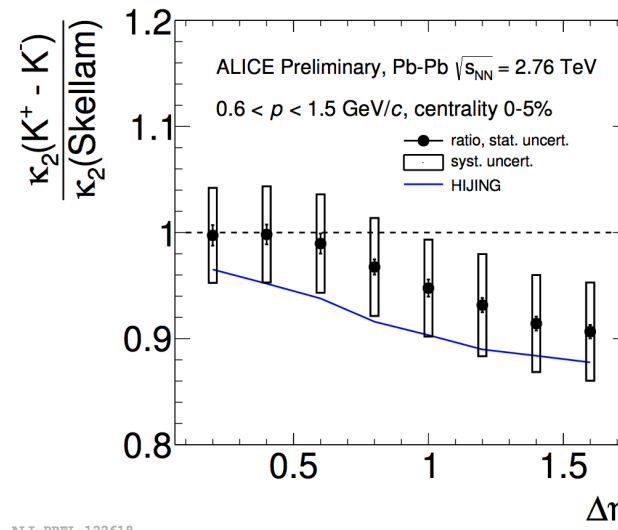 1.2
ALICE Preliminary, Pb-Pb √sNN = 2.76 TeV
0.6 < p < 1.5 GeV/c, centrality 0-5%
κ2(K+ - K-)
κ2(Skellam)
1.1
ratio, stat. uncert.
syst. uncert.
HIJING
1
0.9
0.8
0.5 1 1.5
Δη